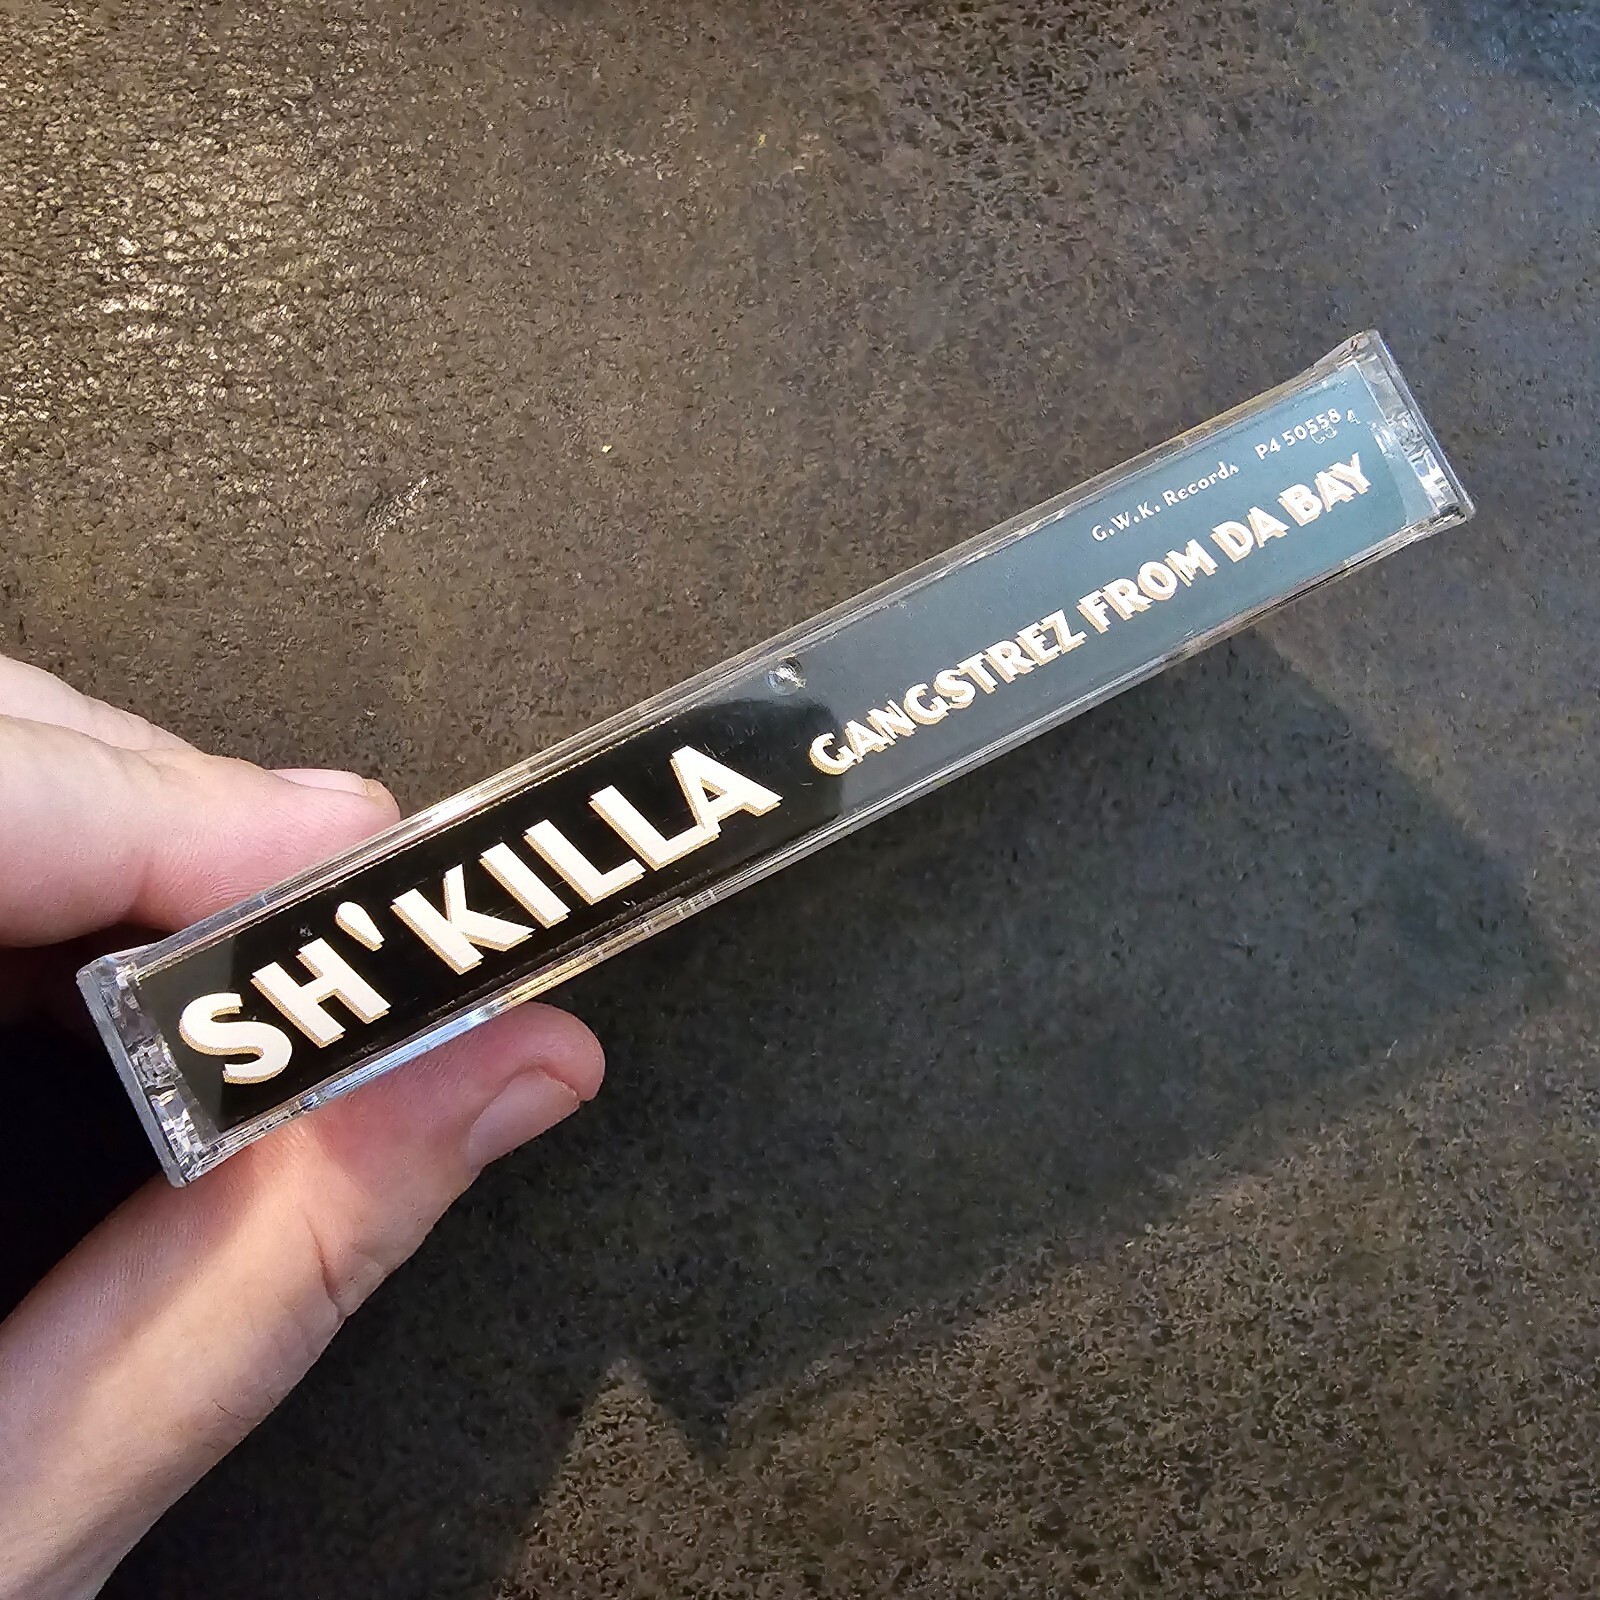 SH'KILLA
GANGSTREZ FROM DA BAY
G.W.K. Records P4 50558